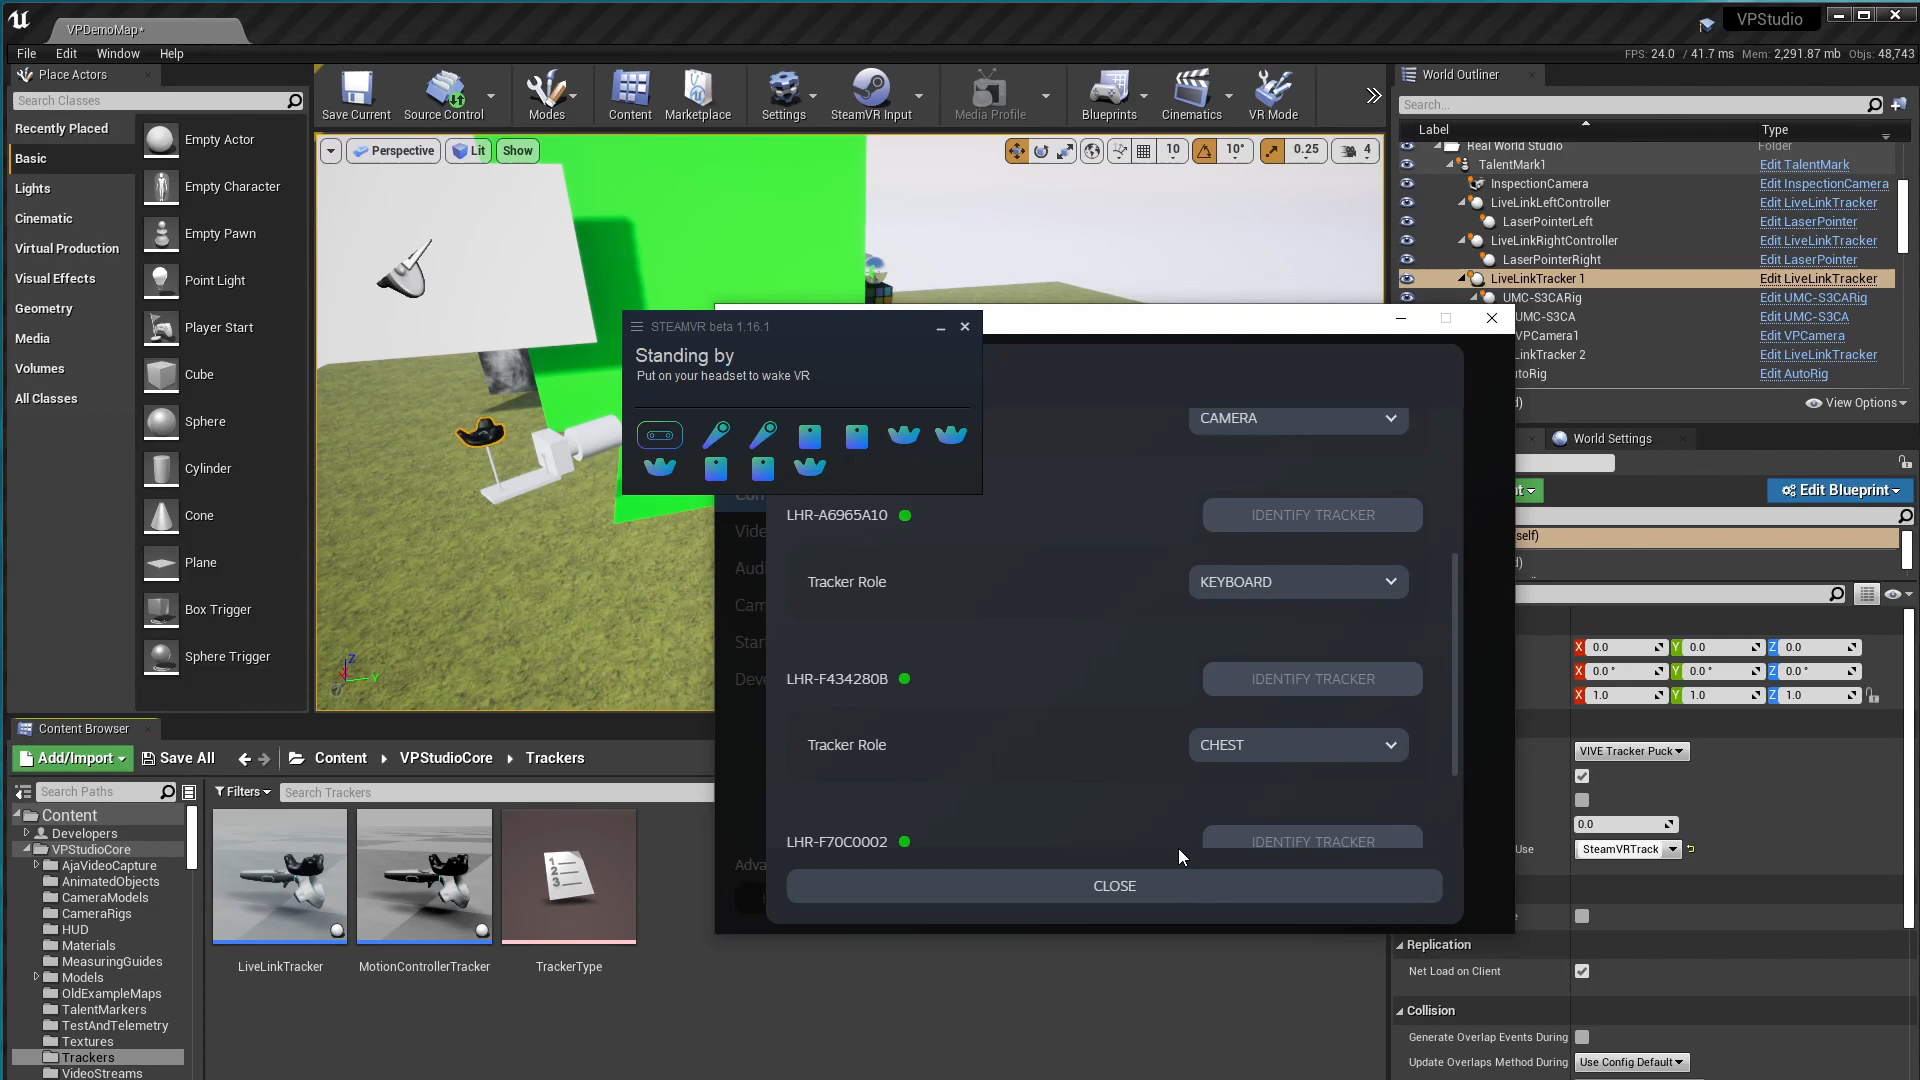 VPDemoMap*
VPStudio
File Edit Window Help
FPS: 24.0 / 41.7 ms Mem: 2,291.87 mb Objs: 48,743
Place Actors
World Outliner
Search Classes
Save Current
Source Control
Modes
Content
Marketplace
Settings
SteamVR Input
Media Profile
Blueprints
Cinematics
VR Mode
Search...
Label
Type
Recently Placed
Basic
Lights
Cinematic
Virtual Production
Visual Effects
Geometry
Media
Volumes
All Classes
Empty Actor
Empty Character
Empty Pawn
Point Light
Player Start
Cube
Sphere
Cylinder
Cone
Plane
Box Trigger
Sphere Trigger
Perspective
Lit
Show
10
10°
0.25
4
Real World Studio Folder
TalentMark1 Edit TalentMark
InspectionCamera Edit InspectionCamera
LiveLinkLeftController Edit LiveLinkTracker
LaserPointerLeft Edit LaserPointer
LiveLinkRightController Edit LiveLinkTracker
LaserPointerRight Edit LaserPointer
LiveLinkTracker 1 Edit LiveLinkTracker
UMC-S3CARig Edit UMC-S3CARig
UMC-S3CA Edit UMC-S3CA
VPCamera1 Edit VPCamera
inkTracker 2 Edit LiveLinkTracker
utoRig Edit AutoRig
d) View Options
World Settings
nt Edit Blueprint
self)
d)
STEAMVR beta 1.16.1
Standing by
Put on your headset to wake VR
Con
Vide
Aud
Cam
Star
Deve
Adva
CAMERA
LHR-A6965A10 IDENTIFY TRACKER
Tracker Role KEYBOARD
LHR-F434280B IDENTIFY TRACKER
Tracker Role CHEST
LHR-F70C0002 IDENTIFY TRACKER
CLOSE
X 0.0 Y 0.0 Z 0.0
X 0.0° Y 0.0° Z 0.0°
X 1.0 Y 1.0 Z 1.0
VIVE Tracker Puck
0.0
Use SteamVRTrack
Replication
Net Load on Client
Collision
Generate Overlap Events During
Update Overlaps Method During Use Config Default
X
Y
Z
Content Browser
Add/Import
Save All
Content
VPStudioCore
Trackers
Search Paths
Filters
Search Trackers
Content
Developers
VPStudioCore
AjaVideoCapture
AnimatedObjects
CameraModels
CameraRigs
HUD
Materials
MeasuringGuides
Models
OldExampleMaps
TalentMarkers
TestAndTelemetry
Textures
Trackers
VideoStreams
LiveLinkTracker
MotionControllerTracker
TrackerType